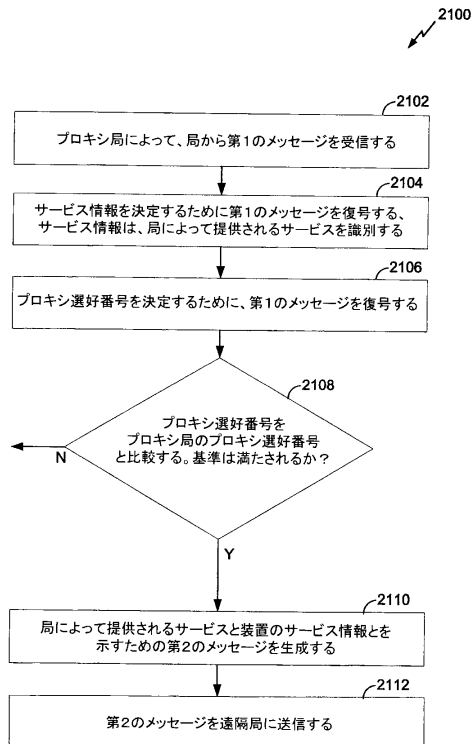 2100
2102
プロキシ局によって、局から第1のメッセージを受信する
2104
サービス情報を決定するために第1のメッセージを復号する、
サービス情報は、局によって提供されるサービスを識別する
2106
プロキシ選好番号を決定するために、第1のメッセージを復号する
2108
プロキシ選好番号を
プロキシ局のプロキシ選好番号
と比較する。基準は満たされるか？
N
Y
2110
局によって提供されるサービスと装置のサービス情報とを
示すための第2のメッセージを生成する
2112
第2のメッセージを遠隔局に送信する